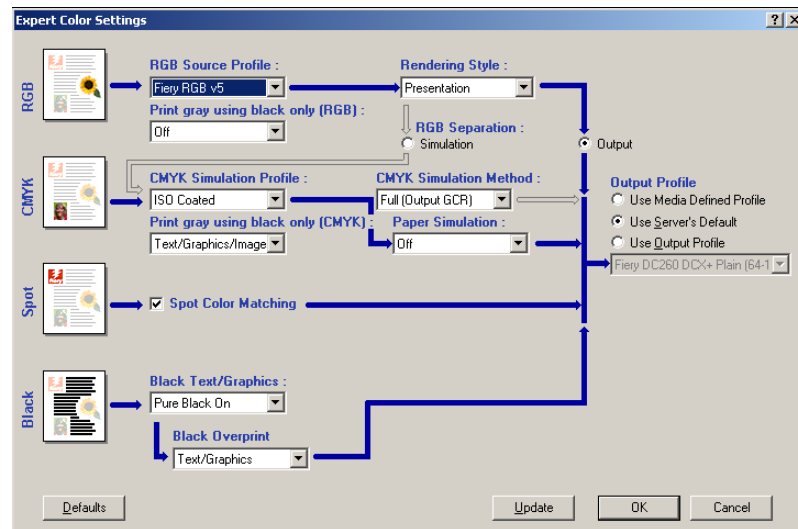 Expert Color Settings
RGB
RGB Source Profile :
Fiery RGB v5
Rendering Style :
Presentation
Print gray using black only (RGB) :
Off
RGB Separation :
Simulation
Output
CMYK
CMYK Simulation Profile :
ISO Coated
CMYK Simulation Method :
Full (Output GCR)
Print gray using black only (CMYK) :
Text/Graphics/Image
Paper Simulation :
Off
Output Profile
Use Media Defined Profile
Use Server's Default
Use Output Profile
Fiery DC260 DCX+ Plain (64-1
Spot
Spot Color Matching
Black
Black Text/Graphics :
Pure Black On
Black Overprint
Text/Graphics
Defaults
Update
OK
Cancel